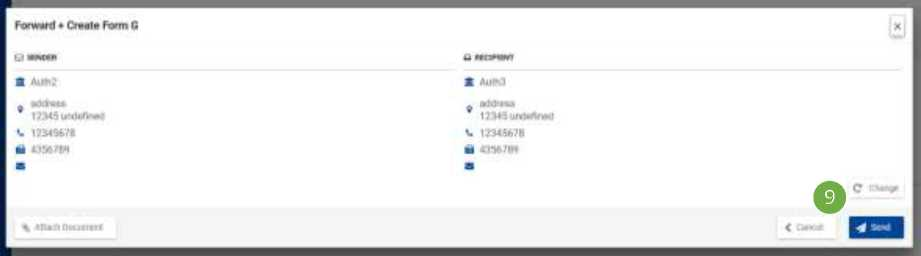 Forward + Create Form G
SENDER
RECIPIENT
Auth2
Auth3
address
12345 undefined
address
12345 undefined
12345678
12345678
4356789
4356789
Change
9
Attach Document
Cancel
Send